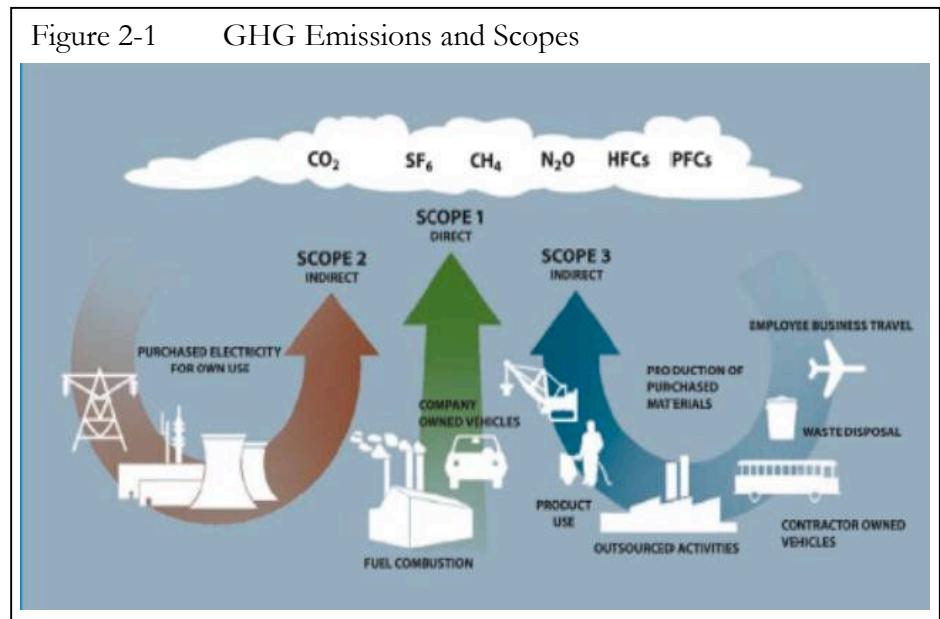 Figure 2-1 GHG Emissions and Scopes
CO₂ SF₆ CH₄ N₂O HFCs PFCs
SCOPE 1
DIRECT
SCOPE 2
INDIRECT
SCOPE 3
INDIRECT
PURCHASED ELECTRICITY
FOR OWN USE
COMPANY
OWNED VEHICLES
FUEL COMBUSTION
EMPLOYEE BUSINESS TRAVEL
PRODUCTION OF
PURCHASED
MATERIALS
WASTE DISPOSAL
PRODUCT
USE
OUTSOURCED ACTIVITIES
CONTRACTOR OWNED
VEHICLES